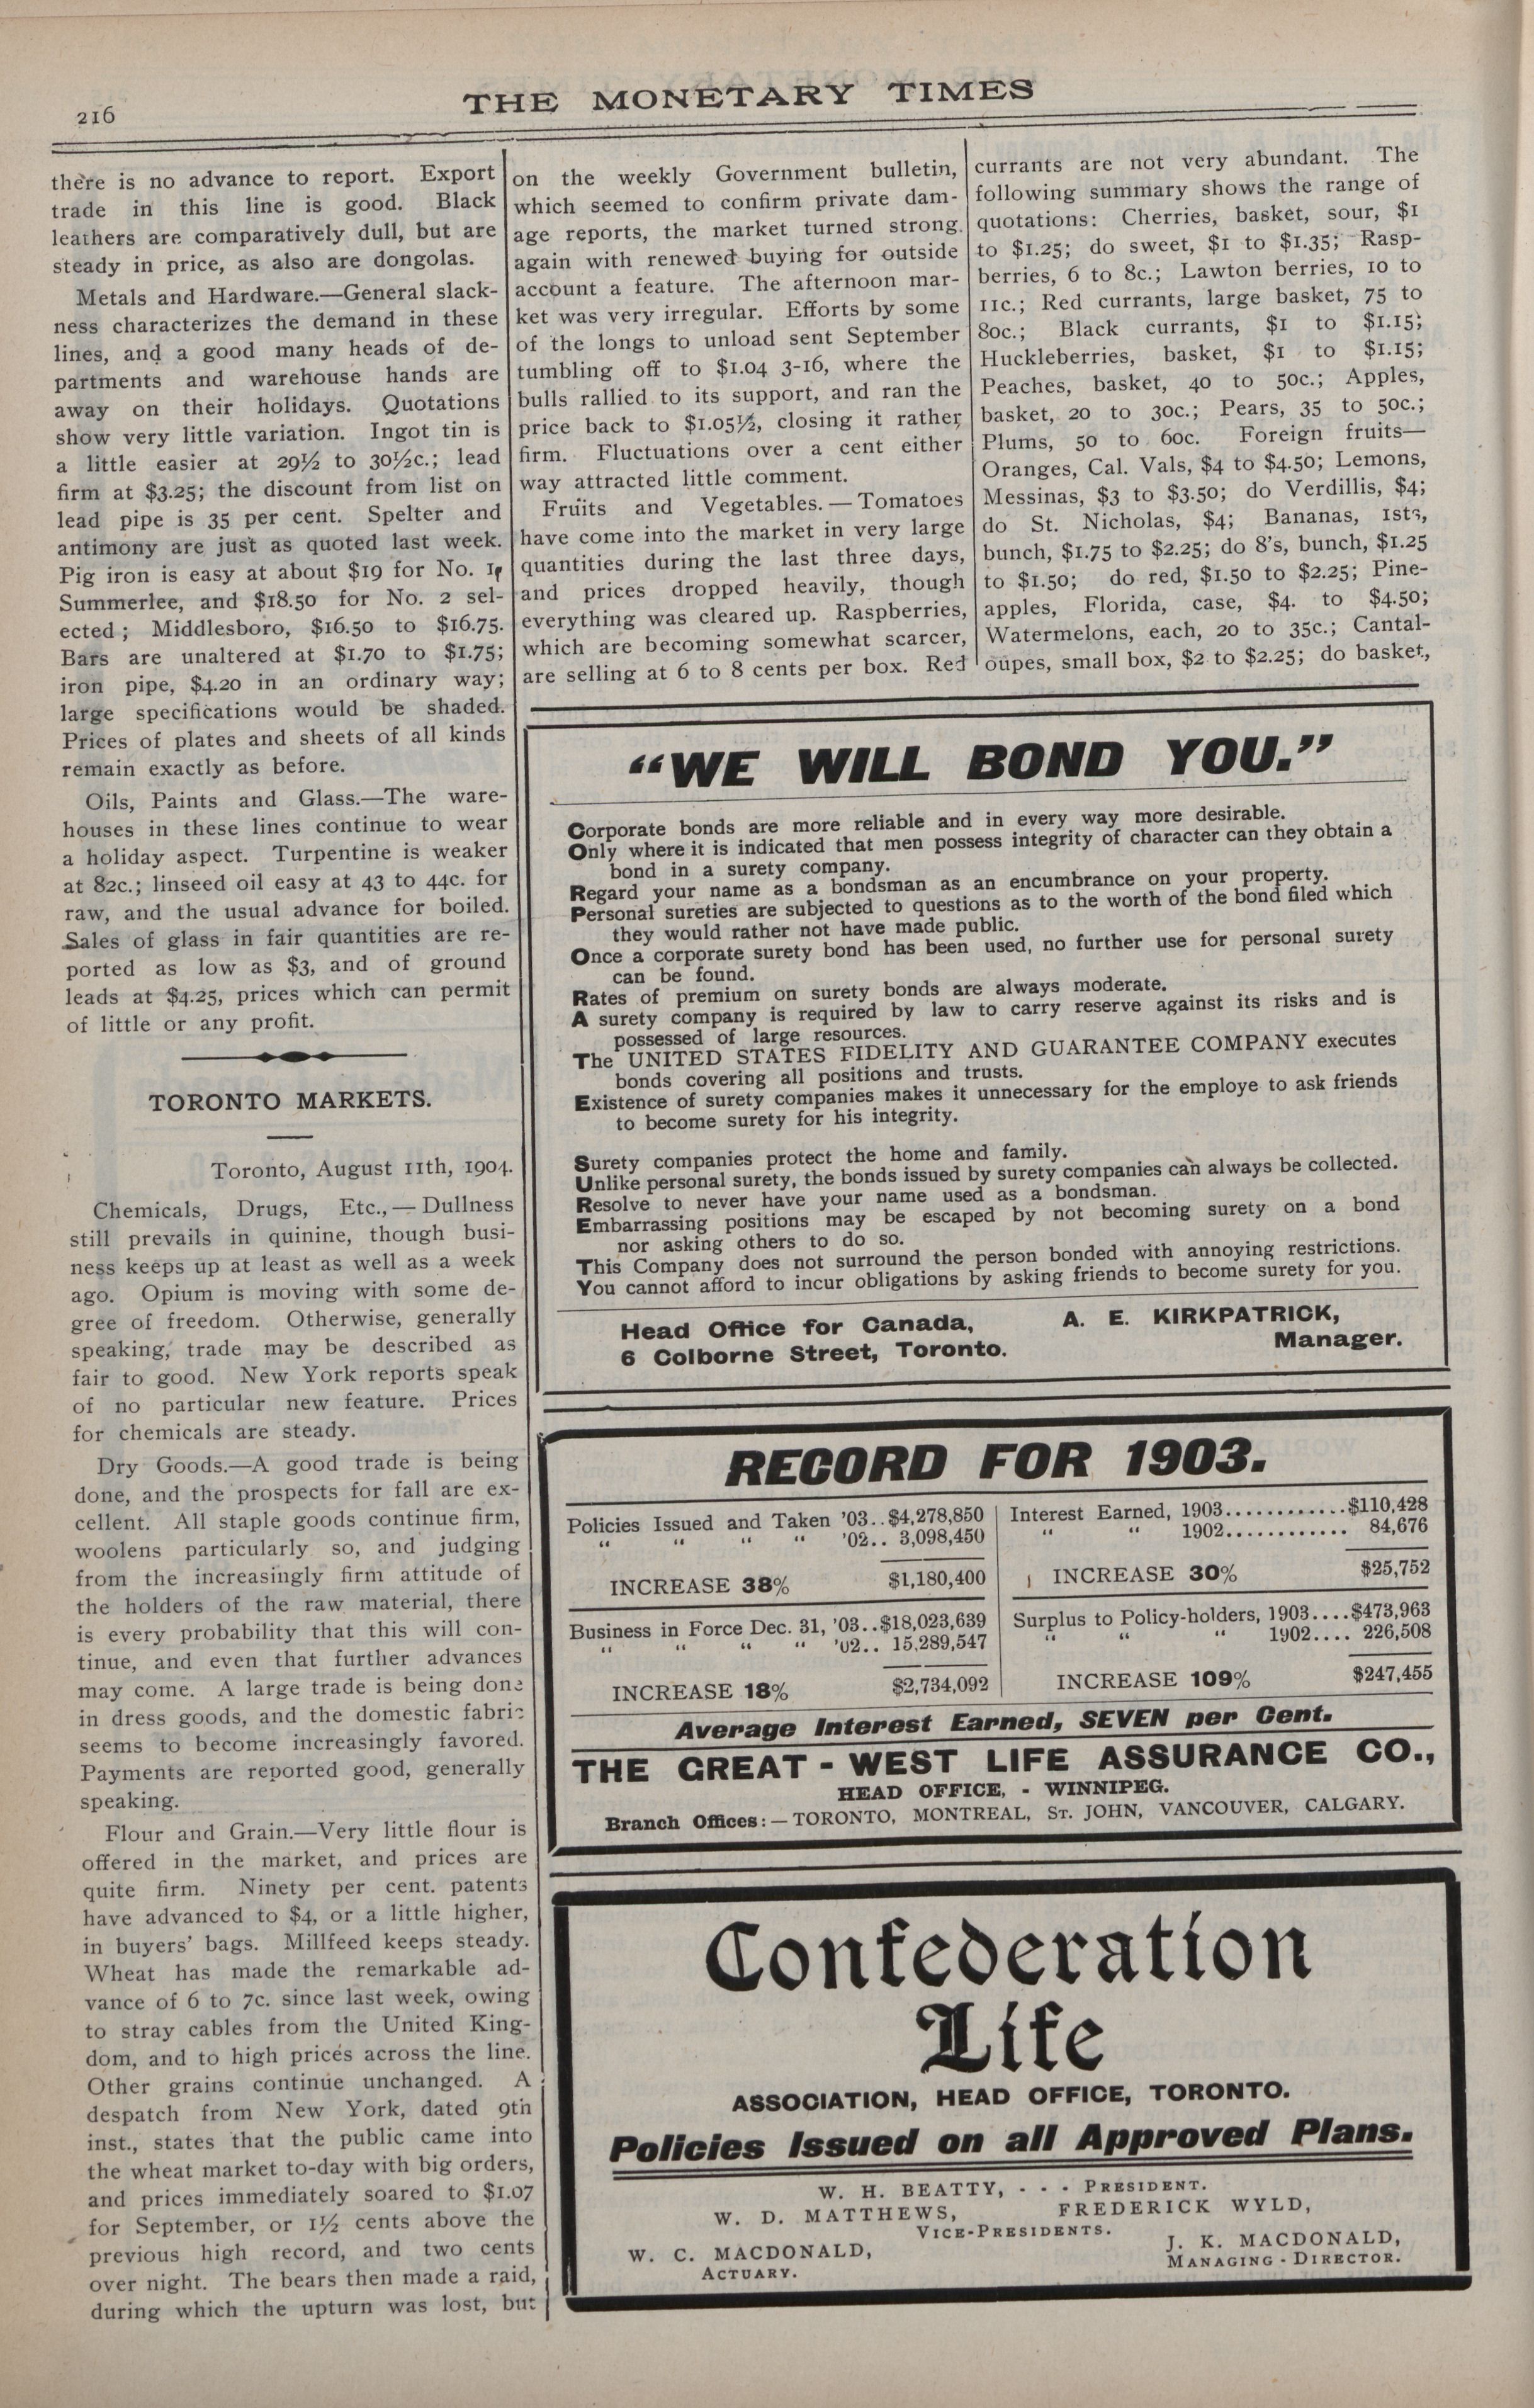 216
THE MONETARY TIMES
there is no advance to report. Export
trade in this line is good. Black
leathers are comparatively dull, but are
steady in price, as also are dongolas.
Metals and Hardware.—General slack-
ness characterizes the demand in these
lines, and a good many heads of de-
partments and warehouse hands are
away on their holidays. Quotations
show very little variation. Ingot tin is
a little easier at 29½ to 30½c.; lead
firm at $3.25; the discount from list on
lead pipe is 35 per cent. Spelter and
antimony are just as quoted last week.
Pig iron is easy at about $19 for No. 1,
Summerlee, and $18.50 for No. 2 sel-
ected; Middlesboro, $16.50 to $16.75.
Bars are unaltered at $1.70 to $1.75;
iron pipe, $4.20 in an ordinary way;
large specifications would be shaded.
Prices of plates and sheets of all kinds
remain exactly as before.
Oils, Paints and Glass.—The ware-
houses in these lines continue to wear
a holiday aspect. Turpentine is weaker
at 82c.; linseed oil easy at 43 to 44c. for
raw, and the usual advance for boiled.
Sales of glass in fair quantities are re-
ported as low as $3, and of ground
leads at $4.25, prices which can permit
of little or any profit.
TORONTO MARKETS.
Toronto, August 11th, 1904.
Chemicals, Drugs, Etc.,—Dullness
still prevails in quinine, though busi-
ness keeps up at least as well as a week
ago. Opium is moving with some de-
gree of freedom. Otherwise, generally
speaking, trade may be described as
fair to good. New York reports speak
of no particular new feature. Prices
for chemicals are steady.
Dry Goods.—A good trade is being
done, and the prospects for fall are ex-
cellent. All staple goods continue firm,
woolens particularly so, and judging
from the increasingly firm attitude of
the holders of the raw material, there
is every probability that this will con-
tinue, and even that further advances
may come. A large trade is being done
in dress goods, and the domestic fabric
seems to become increasingly favored.
Payments are reported good, generally
speaking.
Flour and Grain.—Very little flour is
offered in the market, and prices are
quite firm. Ninety per cent. patents
have advanced to $4, or a little higher,
in buyers' bags. Millfeed keeps steady.
Wheat has made the remarkable ad-
vance of 6 to 7c. since last week, owing
to stray cables from the United King-
dom, and to high prices across the line.
Other grains continue unchanged. A
despatch from New York, dated 9th
inst., states that the public came into
the wheat market to-day with big orders,
and prices immediately soared to $1.07
for September, or 1½ cents above the
previous high record, and two cents
over night. The bears then made a raid,
during which the upturn was lost, but
on the weekly Government bulletin,
which seemed to confirm private dam-
age reports, the market turned strong
again with renewed buying for outside
account a feature. The afternoon mar-
ket was very irregular. Efforts by some
of the longs to unload sent September
tumbling off to $1.04 3-16, where the
bulls rallied to its support, and ran the
price back to $1.05½, closing it rather
firm. Fluctuations over a cent either
way attracted little comment.
Fruits and Vegetables.—Tomatoes
have come into the market in very large
quantities during the last three days,
and prices dropped heavily, though
everything was cleared up. Raspberries,
which are becoming somewhat scarcer,
are selling at 6 to 8 cents per box. Red
currants are not very abundant. The
following summary shows the range of
quotations: Cherries, basket, sour, $1
to $1.25; do sweet, $1 to $1.35; Rasp-
berries, 6 to 8c.; Lawton berries, 10 to
11c.; Red currants, large basket, 75 to
80c.; Black currants, $1 to $1.15;
Huckleberries, basket, $1 to $1.15;
Peaches, basket, 40 to 50c.; Apples,
basket, 20 to 30c.; Pears, 35 to 50c.;
Plums, 50 to 60c. Foreign fruits—
Oranges, Cal. Vals, $4 to $4.50; Lemons,
Messinas, $3 to $3.50; do Verdillis, $4;
do St. Nicholas, $4; Bananas, 1sts,
bunch, $1.75 to $2.25; do 8's, bunch, $1.25
to $1.50; do red, $1.50 to $2.25; Pine-
apples, Florida, case, $4. to $4.50;
Watermelons, each, 20 to 35c.; Cantal-
oupes, small box, $2 to $2.25; do basket,
"WE WILL BOND YOU."
Corporate bonds are more reliable and in every way more desirable.
Only where it is indicated that men possess integrity of character can they obtain a
bond in a surety company.
Regard your name as a bondsman as an encumbrance on your property.
Personal sureties are subjected to questions as to the worth of the bond filed which
they would rather not have made public.
Once a corporate surety bond has been used, no further use for personal surety
can be found.
Rates of premium on surety bonds are always moderate.
A surety company is required by law to carry reserve against its risks and is
possessed of large resources.
The UNITED STATES FIDELITY AND GUARANTEE COMPANY executes
bonds covering all positions and trusts.
Existence of surety companies makes it unnecessary for the employe to ask friends
to become surety for his integrity.
Surety companies protect the home and family.
Unlike personal surety, the bonds issued by surety companies can always be collected.
Resolve to never have your name used as a bondsman.
Embarrassing positions may be escaped by not becoming surety on a bond
nor asking others to do so.
This Company does not surround the person bonded with annoying restrictions.
You cannot afford to incur obligations by asking friends to become surety for you.
Head Office for Canada,
6 Colborne Street, Toronto.
A. E. KIRKPATRICK,
Manager.
RECORD FOR 1903.
Policies Issued and Taken '03..$4,278,850
" " " " '02.. 3,098,450
INCREASE 38% $1,180,400
Interest Earned, 1903............$110,428
" " 1902............ 84,676
INCREASE 30% $25,752
Business in Force Dec. 31, '03..$18,023,639
" " " " '02.. 15,289,547
INCREASE 18% $2,734,092
Surplus to Policy-holders, 1903....$473,963
" " " 1902.... 226,508
INCREASE 109% $247,455
Average Interest Earned, SEVEN per Cent.
THE GREAT - WEST LIFE ASSURANCE CO.,
HEAD OFFICE, - WINNIPEG.
Branch Offices:—TORONTO, MONTREAL, ST. JOHN, VANCOUVER, CALGARY.
Confederation
Life
ASSOCIATION, HEAD OFFICE, TORONTO.
Policies Issued on all Approved Plans.
W. H. BEATTY, - - - PRESIDENT.
W. D. MATTHEWS, FREDERICK WYLD,
VICE-PRESIDENTS.
W. C. MACDONALD,
ACTUARY.
J. K. MACDONALD,
MANAGING - DIRECTOR.